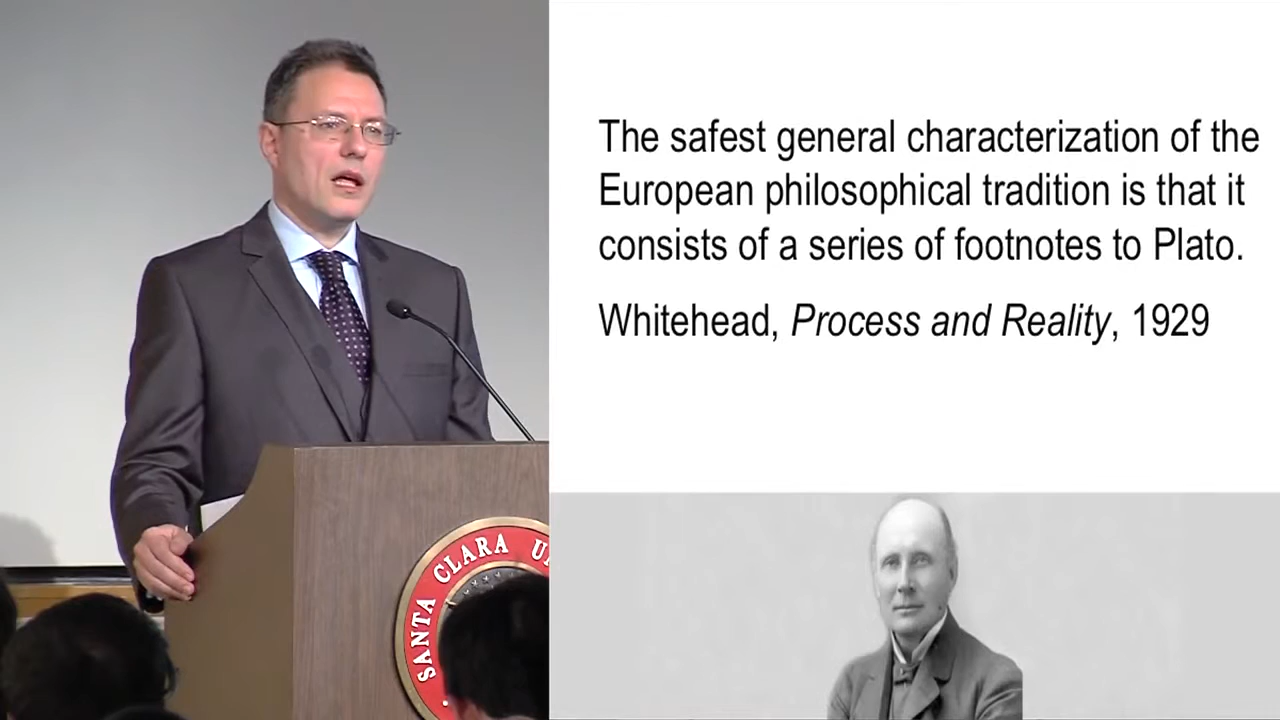 The safest general characterization of the
European philosophical tradition is that it
consists of a series of footnotes to Plato.
Whitehead, Process and Reality, 1929
SANTA CLARA